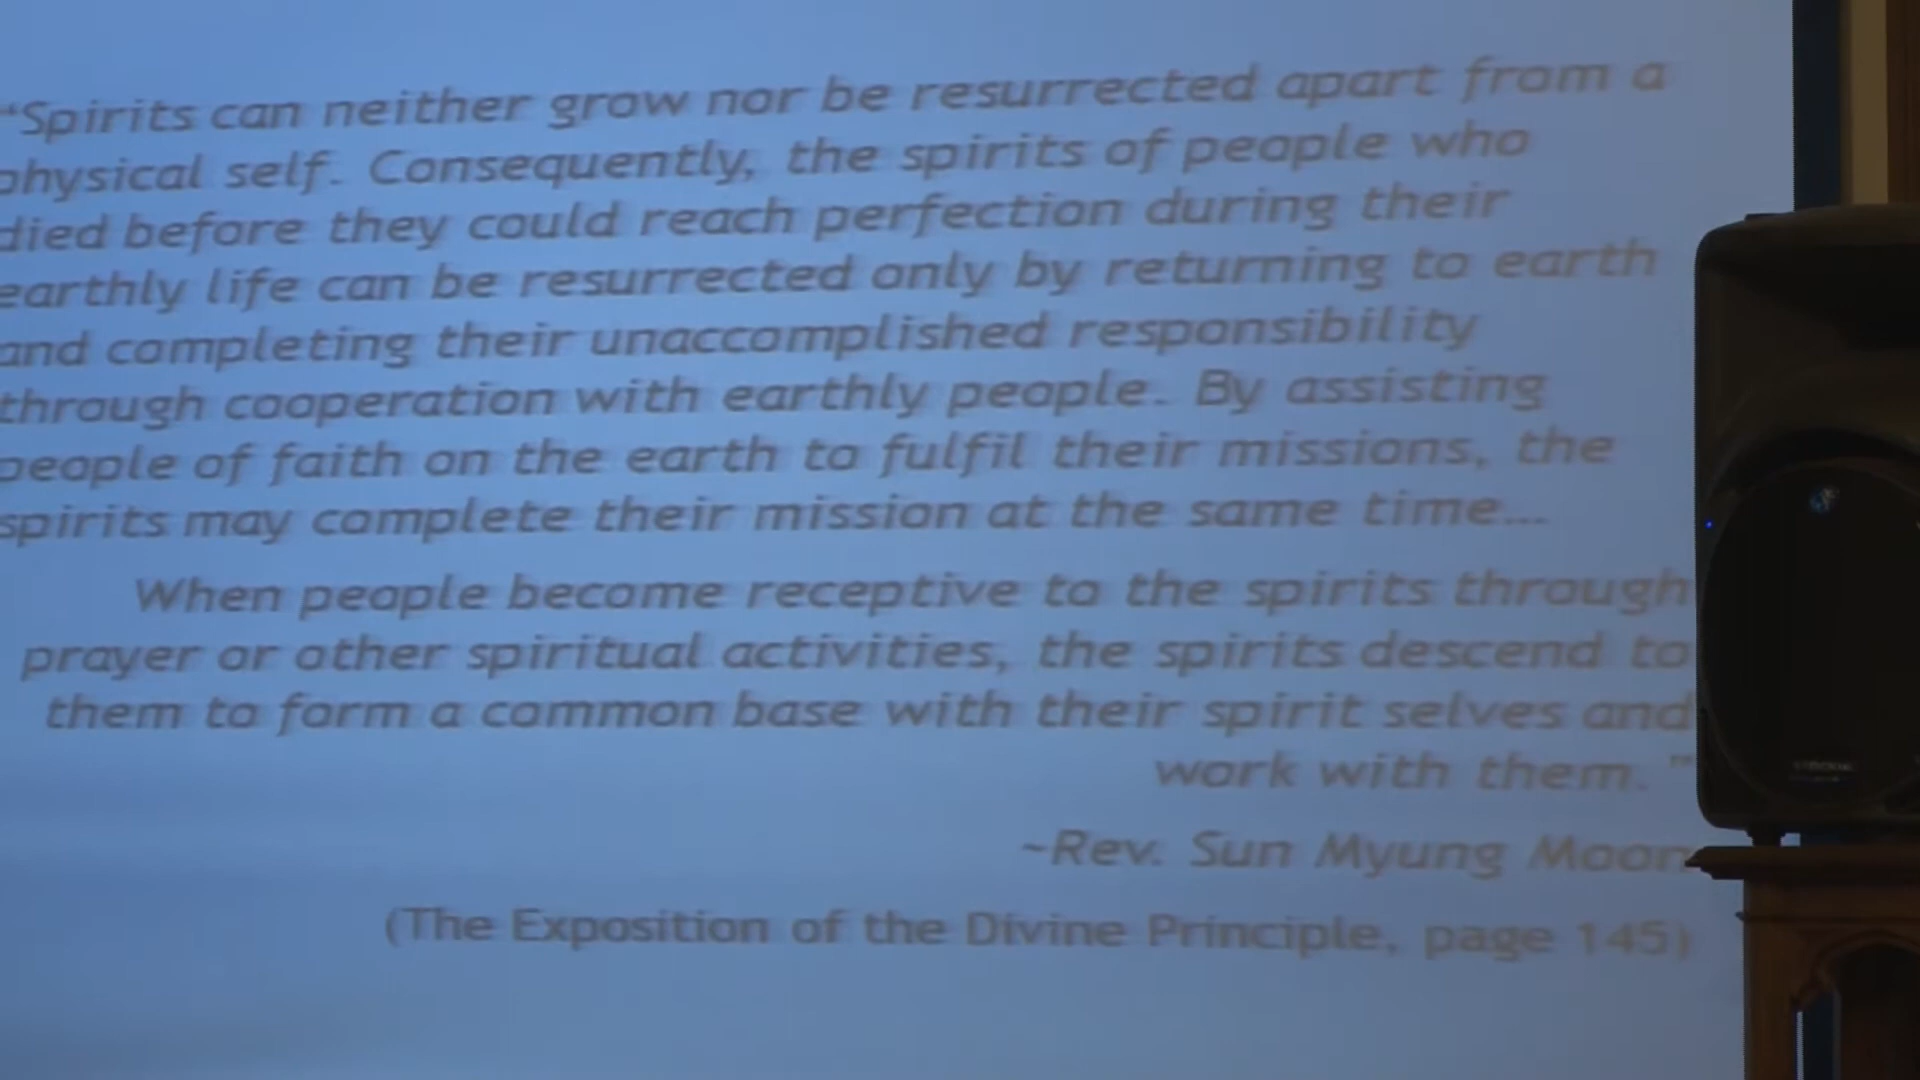 “Spirits can neither grow nor be resurrected apart from a
physical self. Consequently, the spirits of people who
died before they could reach perfection during their
earthly life can be resurrected only by returning to earth
and completing their unaccomplished responsibility
through cooperation with earthly people. By assisting
people of faith on the earth to fulfil their missions, the
spirits may complete their mission at the same time...
When people become receptive to the spirits through
prayer or other spiritual activities, the spirits descend to
them to form a common base with their spirit selves and
work with them. ”
~Rev. Sun Myung Moon
(The Exposition of the Divine Principle, page 145)